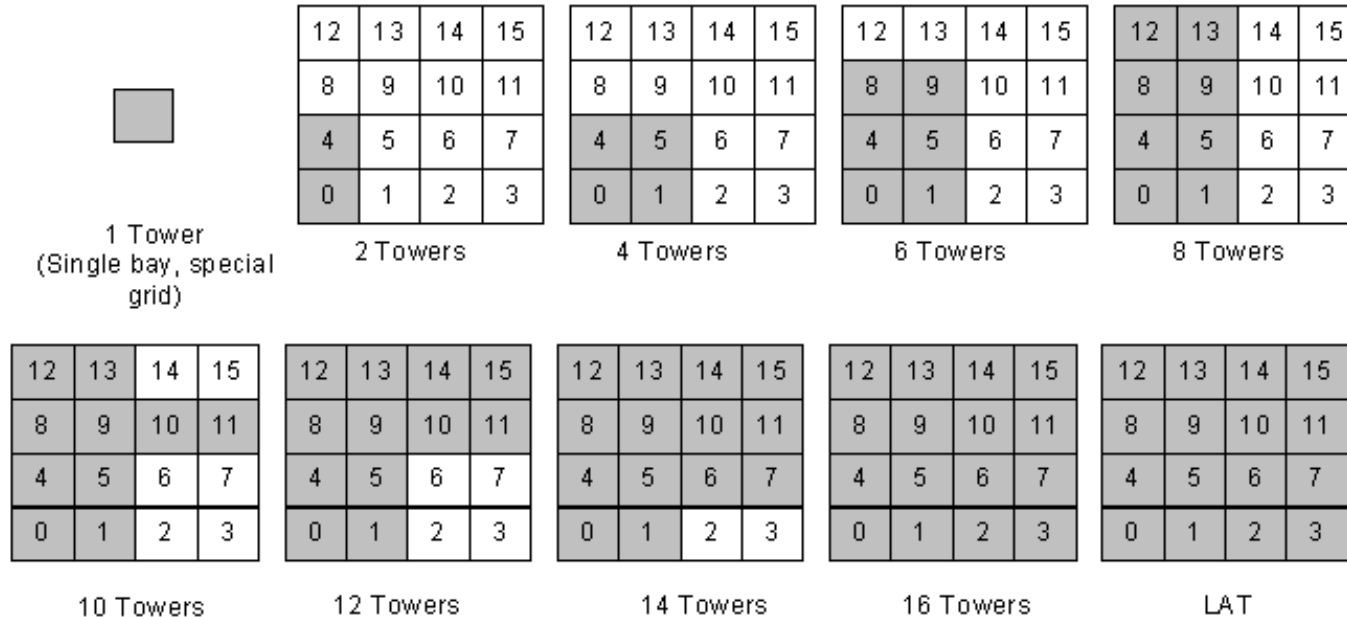 12 13 14 15
8 9 10 11
4 5 6 7
0 1 2 3
2 Towers
12 13 14 15
8 9 10 11
4 5 6 7
0 1 2 3
4 Towers
12 13 14 15
8 9 10 11
4 5 6 7
0 1 2 3
6 Towers
12 13 14 15
8 9 10 11
4 5 6 7
0 1 2 3
8 Towers
1 Tower
(Single bay, special
grid)
12 13 14 15
8 9 10 11
4 5 6 7
0 1 2 3
10 Towers
12 13 14 15
8 9 10 11
4 5 6 7
0 1 2 3
12 Towers
12 13 14 15
8 9 10 11
4 5 6 7
0 1 2 3
14 Towers
12 13 14 15
8 9 10 11
4 5 6 7
0 1 2 3
16 Towers
12 13 14 15
8 9 10 11
4 5 6 7
0 1 2 3
LAT